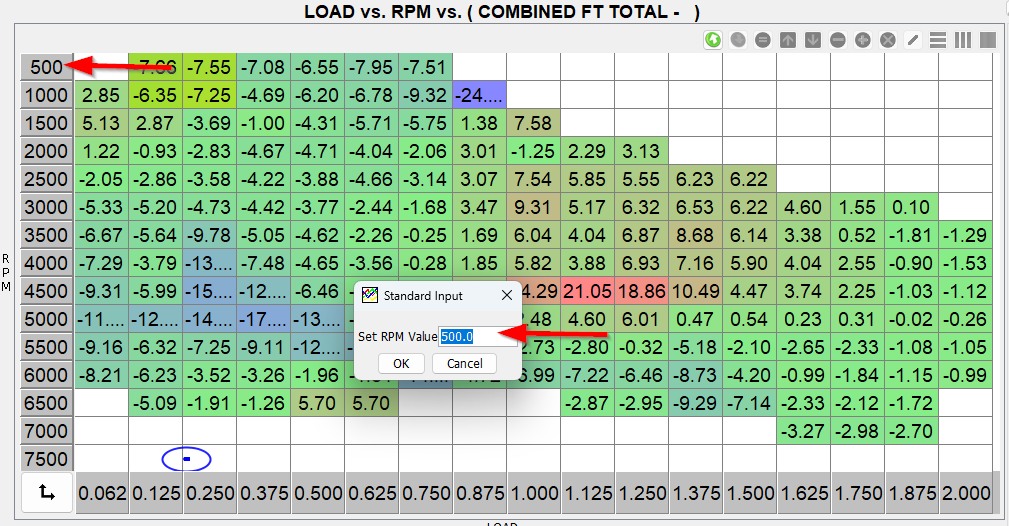 LOAD vs. RPM vs. ( COMBINED FT TOTAL - )
500 -7.66 -7.55 -7.08 -6.55 -7.95 -7.51
1000 2.85 -6.35 -7.25 -4.69 -6.20 -6.78 -9.32 -24....
1500 5.13 2.87 -3.69 -1.00 -4.31 -5.71 -5.75 1.38 7.58
2000 1.22 -0.93 -2.83 -4.67 -4.71 -4.04 -2.06 3.01 -1.25 2.29 3.13
2500 -2.05 -2.86 -3.58 -4.22 -3.88 -4.66 -3.14 3.07 7.54 5.85 5.55 6.23 6.22
3000 -5.33 -5.20 -4.73 -4.42 -3.77 -2.44 -1.68 3.47 9.31 5.17 6.32 6.53 6.22 4.60 1.55 0.10
3500 -6.67 -5.64 -9.78 -5.05 -4.62 -2.26 -0.25 1.69 6.04 4.04 6.87 8.68 6.14 3.38 0.52 -1.81 -1.29
RPM
4000 -7.29 -3.79 -13.... -7.48 -4.65 -3.56 -0.28 1.85 5.82 3.88 6.93 7.16 5.90 4.04 2.55 -0.90 -1.53
4500 -9.31 -5.99 -15.... -12.... -6.46 4.29 21.05 18.86 10.49 4.47 3.74 2.25 -1.03 -1.12
Standard Input
5000 -11.... -12.... -14.... -17.... -13.... .48 4.60 6.01 0.47 0.54 0.23 0.31 -0.02 -0.26
Set RPM Value 500.0
5500 -9.16 -6.32 -7.25 -9.11 -12.... 2.73 -2.80 -0.32 -5.18 -2.10 -2.65 -2.33 -1.08 -1.05
OK Cancel
6000 -8.21 -6.23 -3.52 -3.26 -1.96 6.99 -7.22 -6.46 -8.73 -4.20 -0.99 -1.84 -1.15 -0.99
6500 -5.09 -1.91 -1.26 5.70 5.70 -2.87 -2.95 -9.29 -7.14 -2.33 -2.12 -1.72
7000 -3.27 -2.98 -2.70
7500
0.062 0.125 0.250 0.375 0.500 0.625 0.750 0.875 1.000 1.125 1.250 1.375 1.500 1.625 1.750 1.875 2.000
LOAD